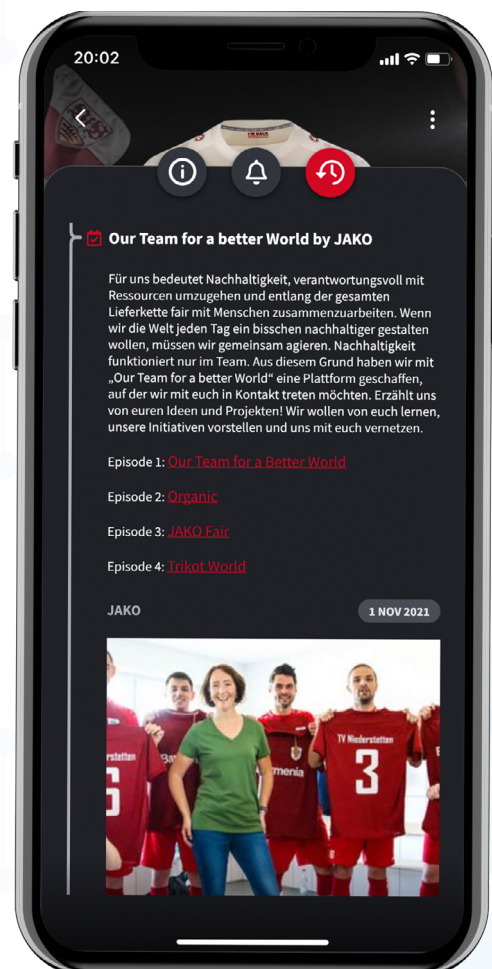 20:02
Our Team for a better World by JAKO
Für uns bedeutet Nachhaltigkeit, verantwortungsvoll mit
Ressourcen umzugehen und entlang der gesamten
Lieferkette fair mit Menschen zusammenzuarbeiten. Wenn
wir die Welt jeden Tag ein bisschen nachhaltiger gestalten
wollen, müssen wir gemeinsam agieren. Nachhaltigkeit
funktioniert nur im Team. Aus diesem Grund haben wir mit
„Our Team for a better World“ eine Plattform geschaffen,
auf der wir mit euch in Kontakt treten möchten. Erzählt uns
von euren Ideen und Projekten! Wir wollen von euch lernen,
unsere Initiativen vorstellen und uns mit euch vernetzen.
Episode 1: Our Team for a Better World
Episode 2: Organic
Episode 3: JAKO Fair
Episode 4: Trikot World
JAKO
1 NOV 2021
TV Niederstetten
3
rstetten
Ba
menia